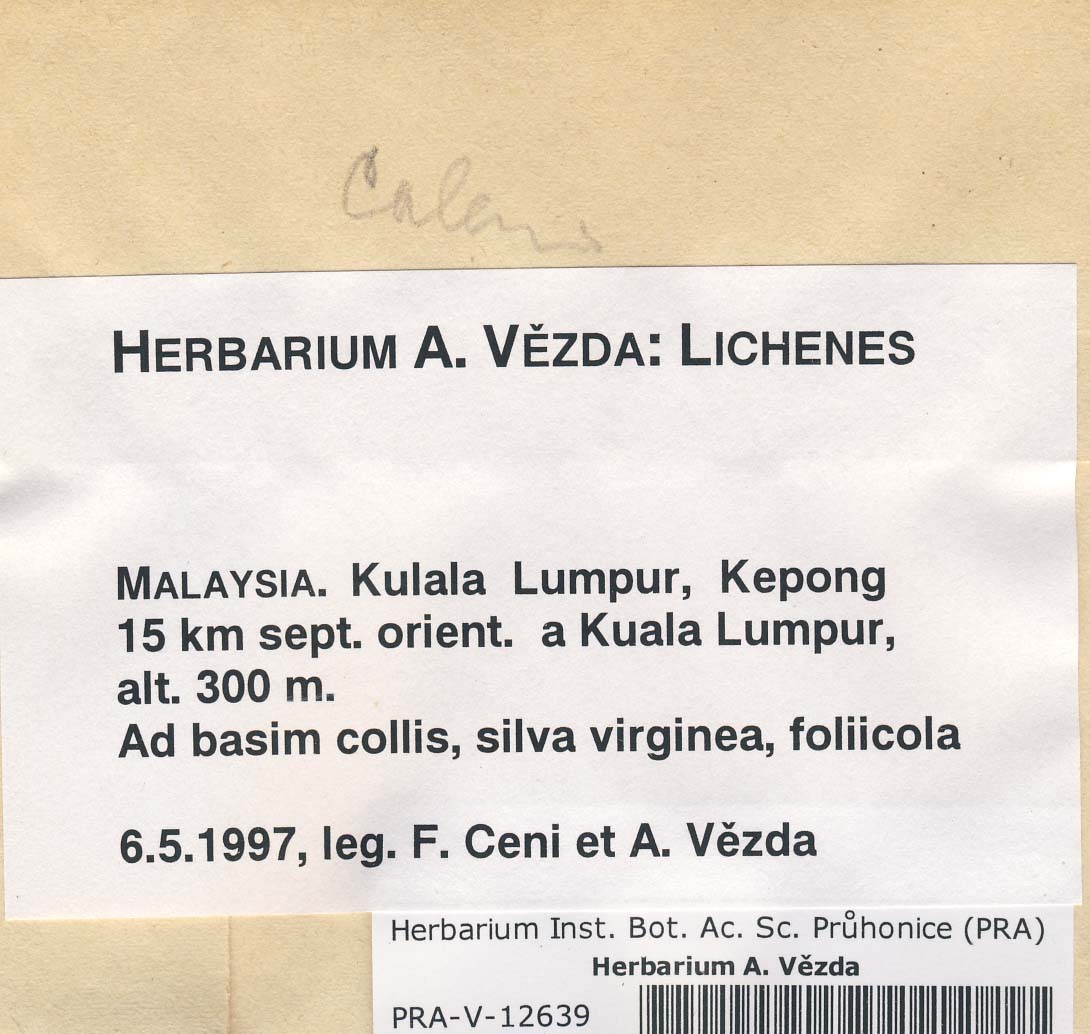 HERBARIUM A. VĚZDA: LICHENES
MALAYSIA. Kulala Lumpur, Kepong
15 km sept. orient. a Kuala Lumpur,
alt. 300 m.
Ad basim collis, silva virginea, foliicola
6.5.1997, leg. F. Ceni et A. Vězda
Herbarium Inst. Bot. Ac. Sc. Průhonice (PRA)
Herbarium A. Vězda
PRA-V-12639